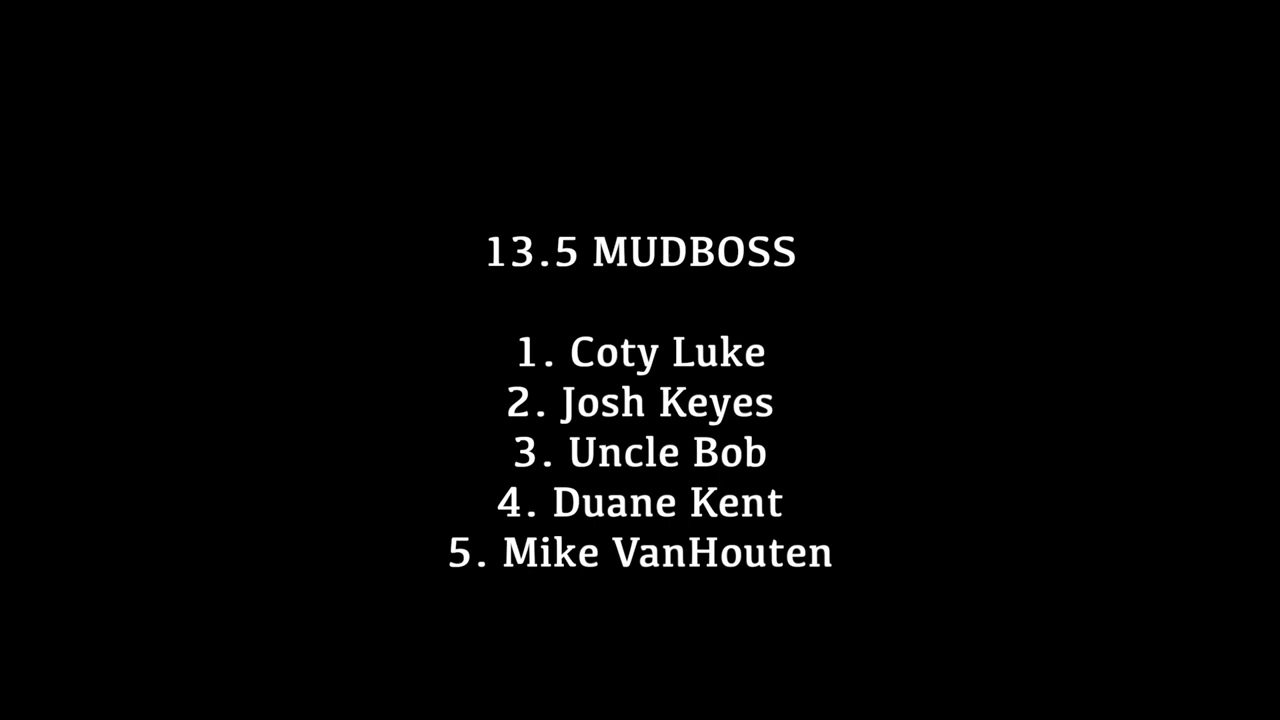 13.5 MUDBOSS
1. Coty Luke
2. Josh Keyes
3. Uncle Bob
4. Duane Kent
5. Mike VanHouten